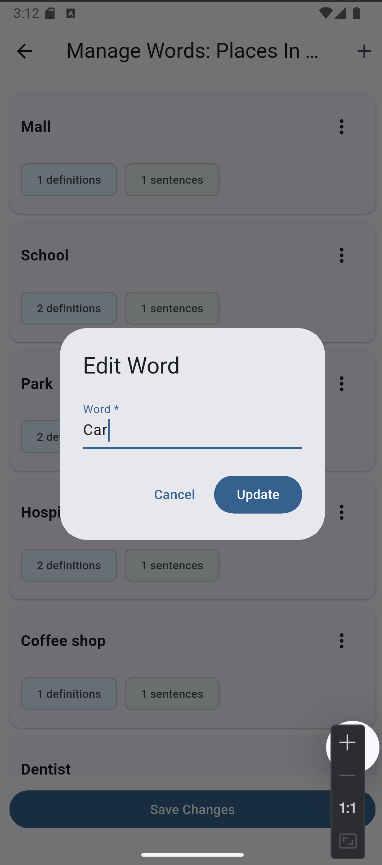 3:12
Manage Words: Places In ...
Mall
1 definitions 1 sentences
School
2 definitions 1 sentences
Park
Edit Word
Word *
Car
Cancel Update
2 de
Hospi
2 definitions 1 sentences
Coffee shop
1 definitions 1 sentences
Dentist
1:1
Save Changes